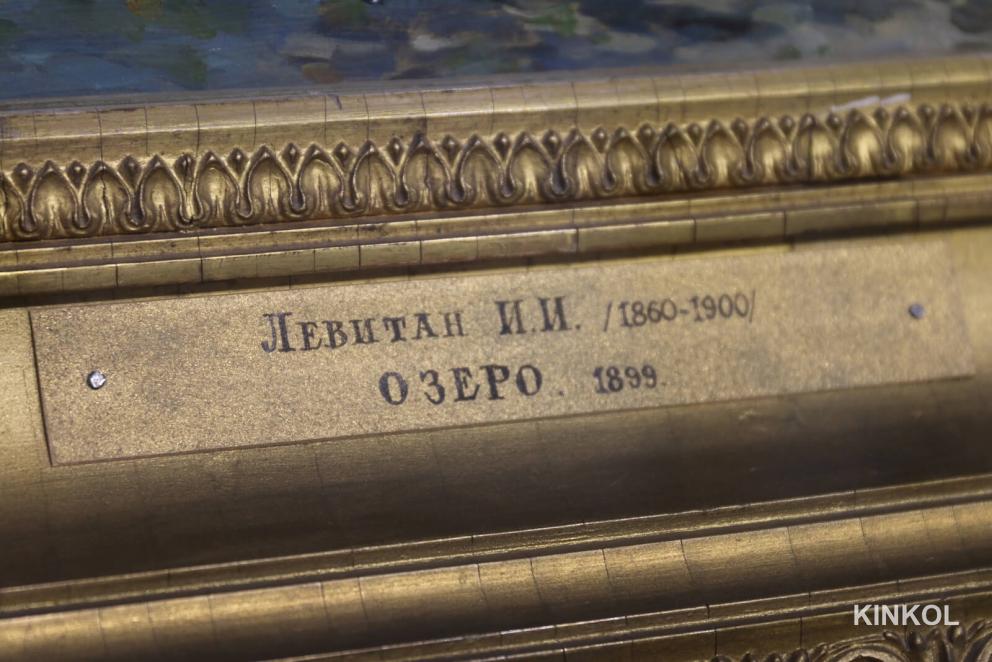 Левитан И.И. /1860-1900/
ОЗЕРО. 1899.
KINKOL